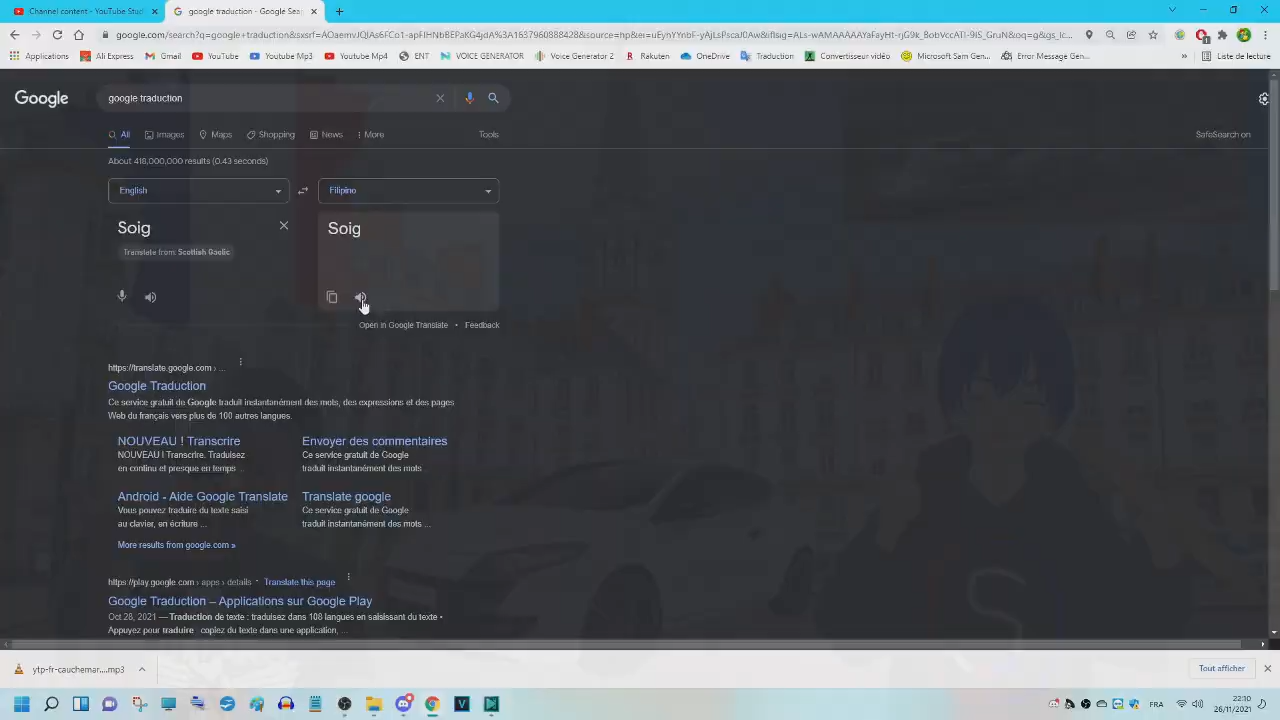 Channel content - YouTube Stud
google traduction - Google Sea
Applications
Ali Express
Gmail
YouTube
Youtube Mp3
Youtube Mp4
ENT
VOICE GENERATOR
Voice Generator 2
Rakuten
OneDrive
Traduction
Convertisseur vidéo
Microsoft Sam Gen...
Error Message Gen...
»
Liste de lecture
Google
google traduction
All
Images
Maps
Shopping
News
More
Tools
SafeSearch on
About 418,000,000 results (0.43 seconds)
English
Filipino
Soig
Soig
Translate from: Scottish Gaelic
Open in Google Translate • Feedback
https://translate.google.com › ...
Google Traduction
Ce service gratuit de Google traduit instantanément des mots, des expressions et des pages
Web du français vers plus de 100 autres langues.
NOUVEAU ! Transcrire
NOUVEAU ! Transcrire. Traduisez
en continu et presque en temps ...
Envoyer des commentaires
Ce service gratuit de Google
traduit instantanément des mots ...
Android - Aide Google Translate
Vous pouvez traduire du texte saisi
au clavier, en écriture ...
Translate google
Ce service gratuit de Google
traduit instantanément des mots ...
More results from google.com »
https://play.google.com › apps › details • Translate this page
Google Traduction – Applications sur Google Play
Oct 28, 2021 — Traduction de texte : traduisez dans 108 langues en saisissant du texte •
Appuyez pour traduire : copiez du texte dans une application, ...
ytp-fr-cauchemar....mp3
Tout afficher
FRA
22:10
26/11/2021